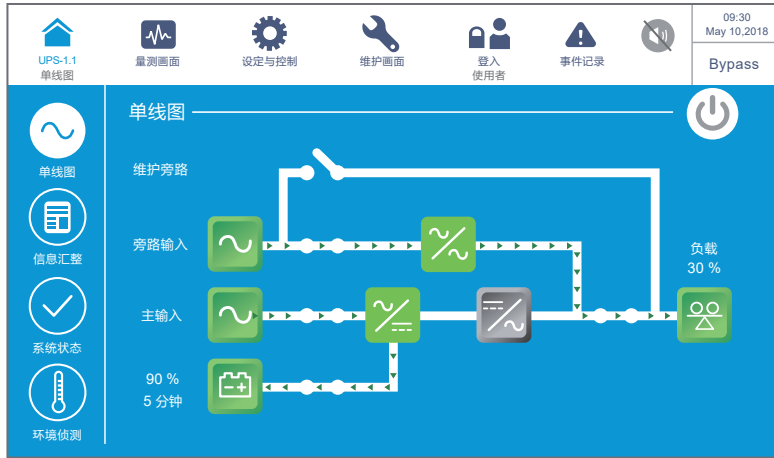 UPS-1.1
单线图
量测画面
设定与控制
维护画面
登入
使用者
事件记录
09:30
May 10,2018
Bypass
单线图
信息汇整
系统状态
环境侦测
单线图
维护旁路
旁路输入
主输入
90 %
5 分钟
负载
30 %